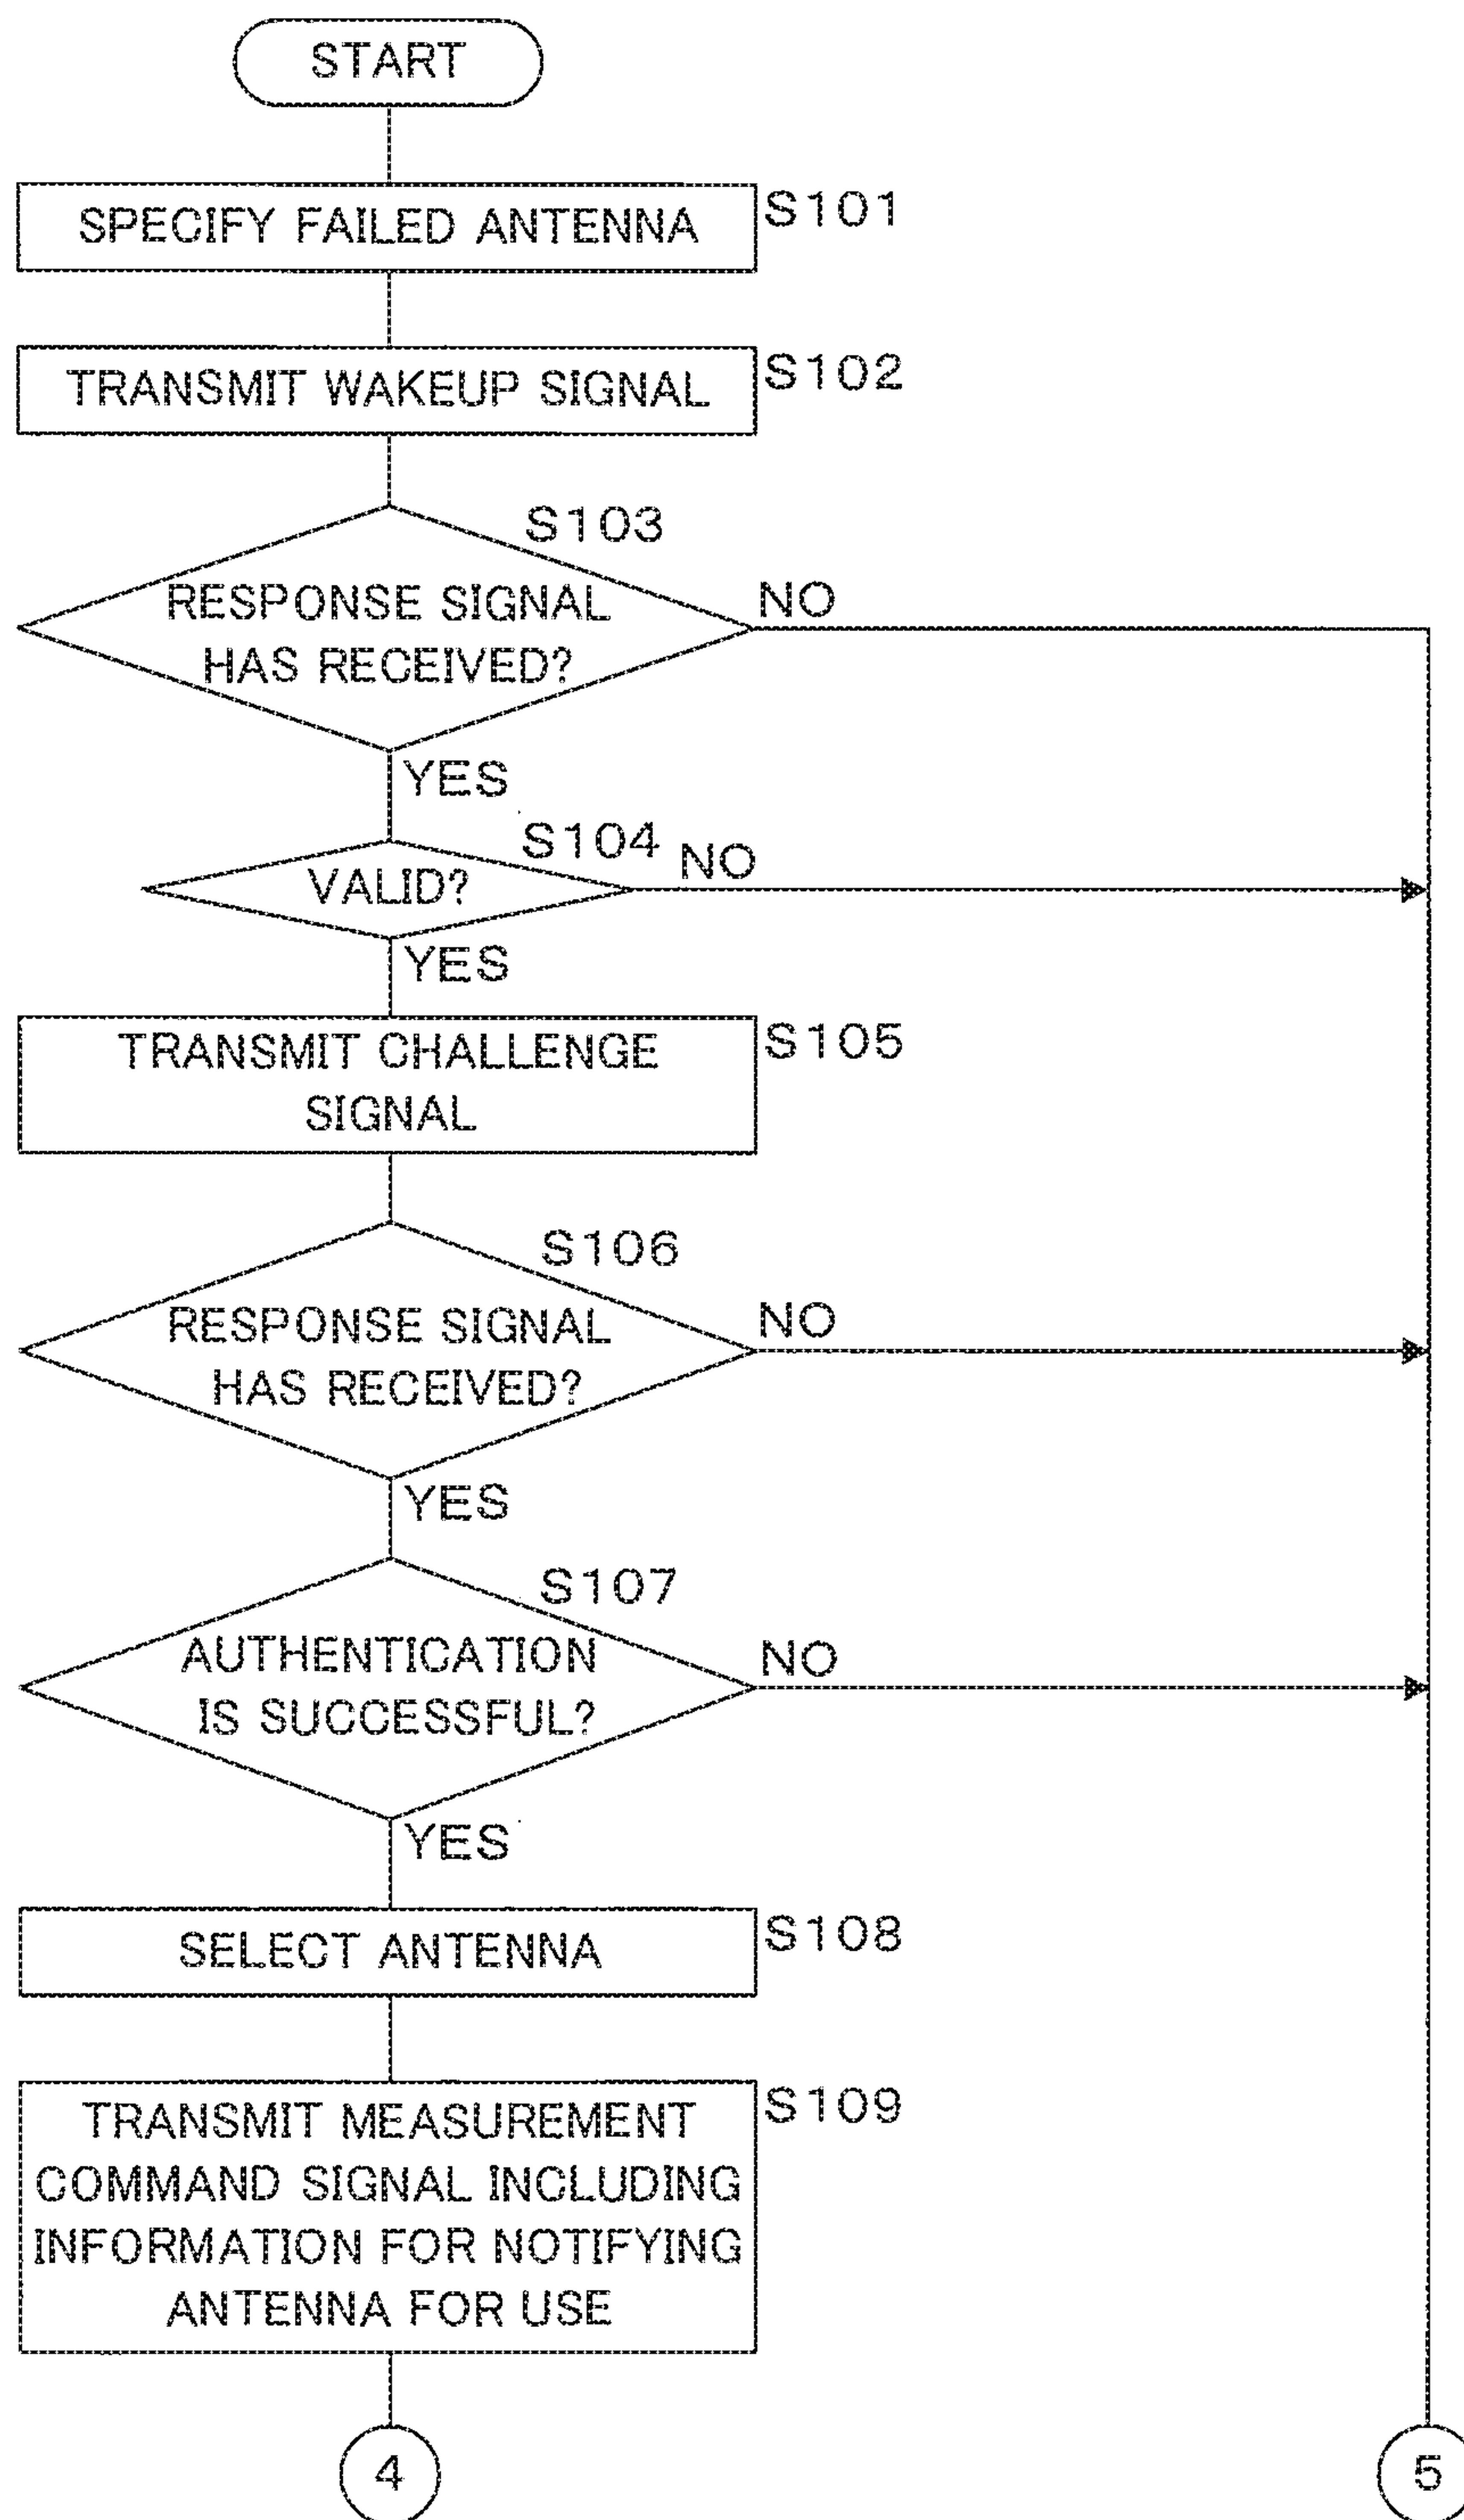 START
SPECIFY FAILED ANTENNA
S101
TRANSMIT WAKEUP SIGNAL
S102
S103
RESPONSE SIGNAL
HAS RECEIVED?
NO
YES
S104
NO
VALID?
YES
TRANSMIT CHALLENGE
SIGNAL
S105
S106
RESPONSE SIGNAL
HAS RECEIVED?
NO
YES
S107
AUTHENTICATION
IS SUCCESSFUL?
NO
YES
SELECT ANTENNA
S108
TRANSMIT MEASUREMENT
COMMAND SIGNAL INCLUDING
INFORMATION FOR NOTIFYING
ANTENNA FOR USE
S109
4
5